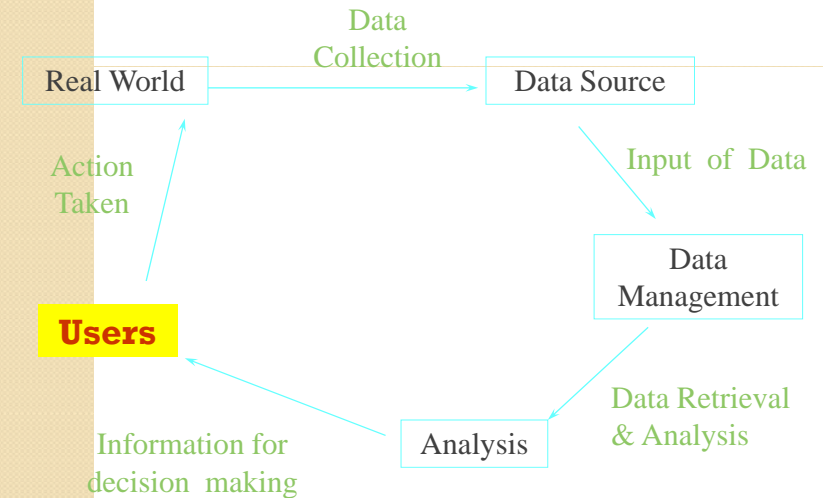 Data
Collection
Real World
Data Source
Action
Taken
Input of Data
Data
Management
Users
Data Retrieval
& Analysis
Analysis
Information for
decision making